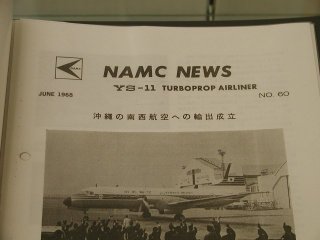 NAMC NEWS
YS-11 TURBOPROP AIRLINER
JUNE 1968
NO. 60
沖縄の南西航空への輸出成立